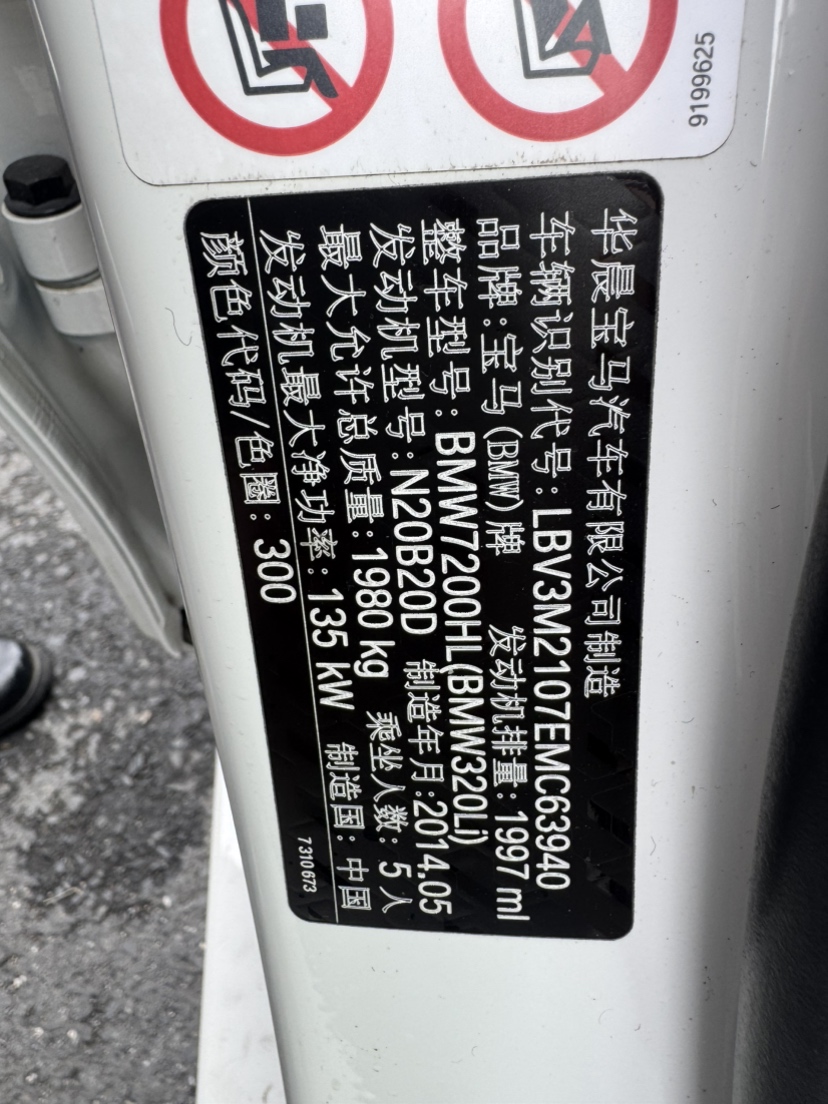 9199625
华晨宝马汽车有限公司制造
车辆识别代号: LBV3M2107EMC63940
品牌:宝马(BMW)牌 发动机排量: 1997 ml
整车型号: BMW7200HL(BMW320Li)
发动机型号: N20B20D 制造年月:2014.05
最大允许总质量: 1980 kg 乘坐人数: 5 人
发动机最大净功率: 135 kW 制造国: 中国
颜色代码/色圈: 300
7310673